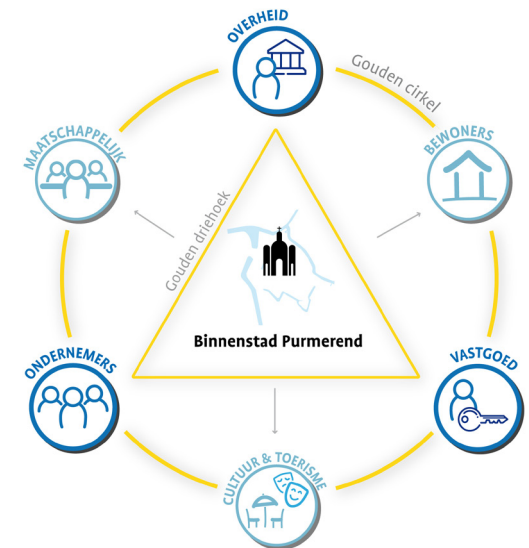 OVERHEID
Gouden cirkel
MAATSCHAPPELIJK
BEWONERS
Gouden driehoek
Binnenstad Purmerend
ONDERNEMERS
VASTGOED
CULTUUR & TOERISME